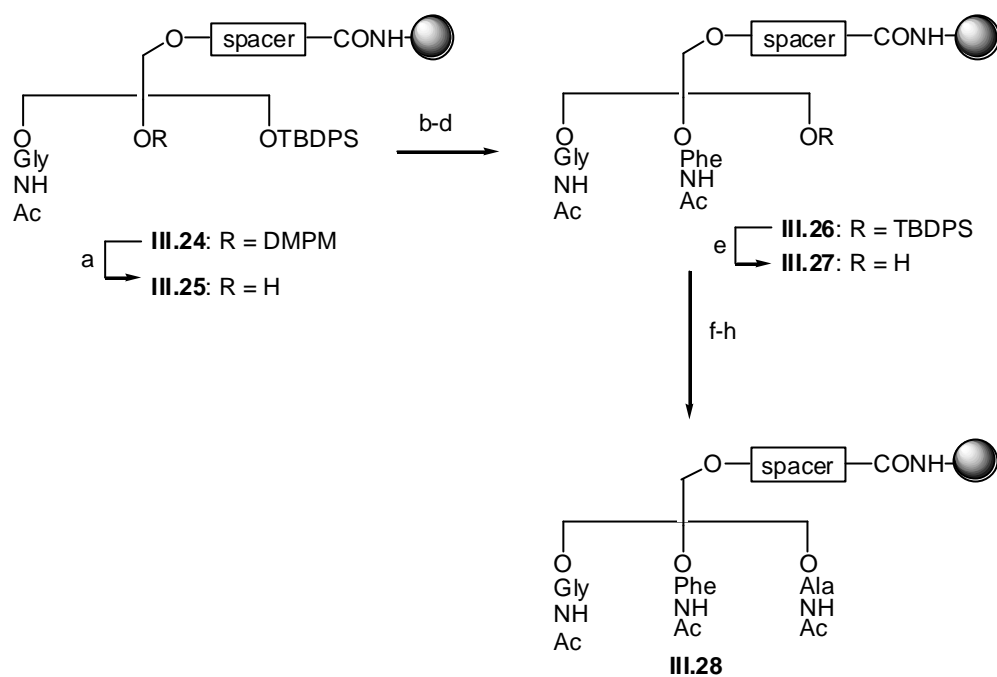 O spacer CONH
O OR OTBDPS
Gly
NH
Ac
III.24: R = DMPM
a
III.25: R = H
b-d
O spacer CONH
O O OR
Gly Phe
NH NH
Ac Ac
III.26: R = TBDPS
e
III.27: R = H
f-h
O spacer CONH
O O O
Gly Phe Ala
NH NH NH
Ac Ac Ac
III.28